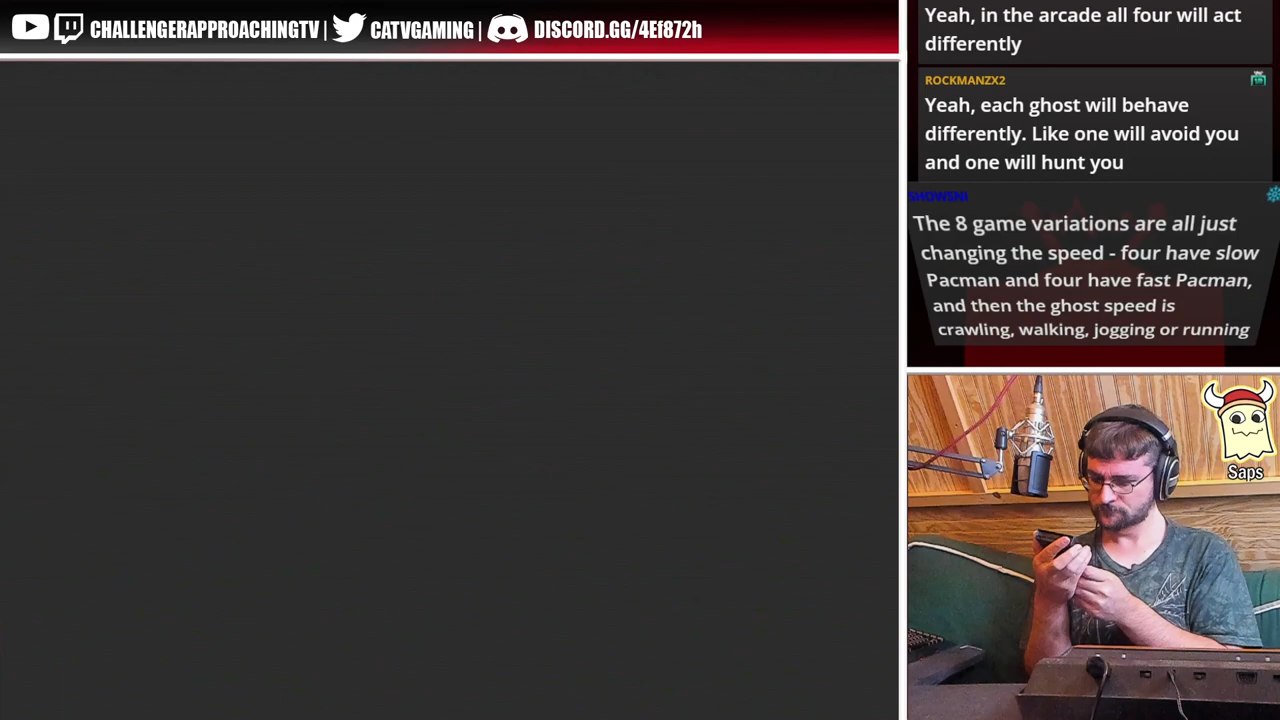 CHALLENGERAPPROACHINGTV | CATVGAMING | DISCORD.GG/4Ef872h
Yeah, in the arcade all four will act
differently
ROCKMANZX2
Yeah, each ghost will behave
differently. Like one will avoid you
and one will hunt you
SHOWSNI
The 8 game variations are all just
changing the speed - four have slow
Pacman and four have fast Pacman,
and then the ghost speed is
crawling, walking, jogging or running
Saps